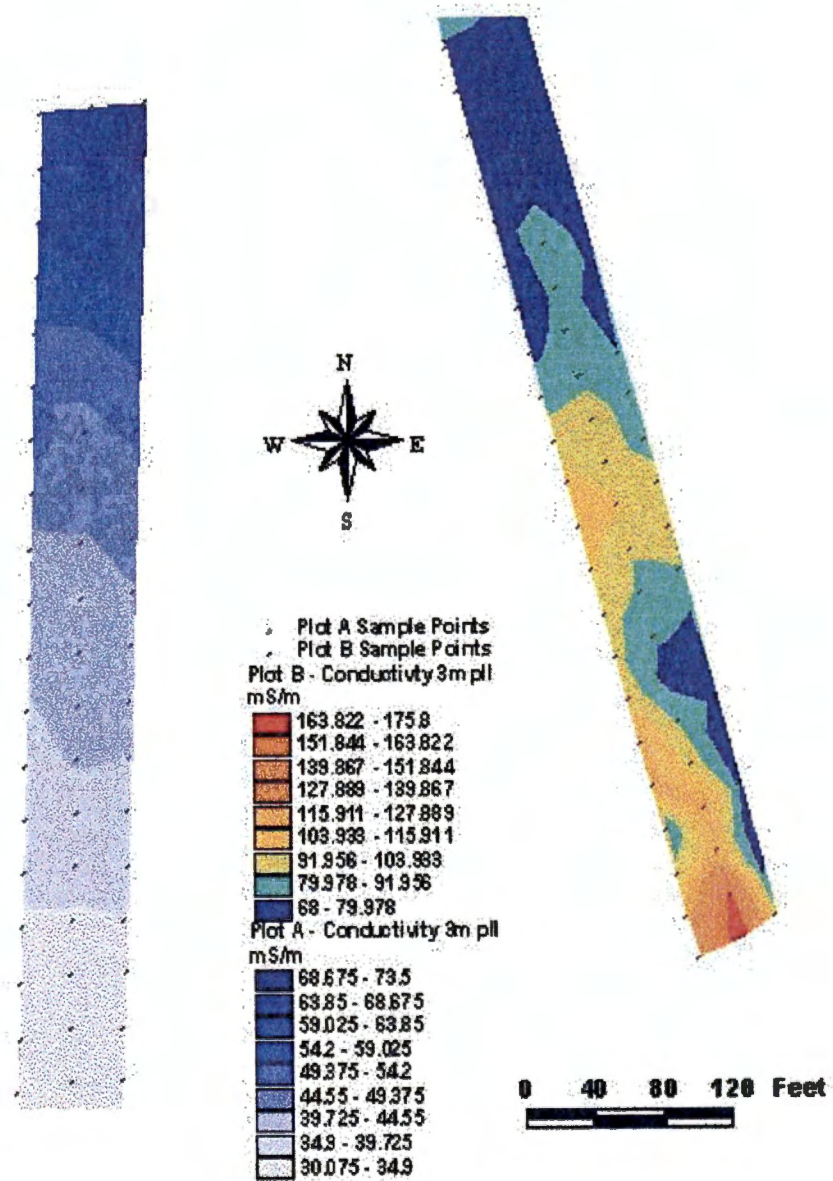 N
W E
S
Plot A Sample Points
Plot B Sample Points
Plot B - Conductivity 3m pll
mS/m
163.822 - 175.8
151.844 - 163.822
139.867 - 151.844
127.889 - 139.867
115.911 - 127.889
103.933 - 115.911
91.956 - 103.933
79.978 - 91.956
68 - 79.978
Plot A - Conductivity 3m pll
mS/m
68.675 - 73.5
63.85 - 68.675
59.025 - 63.85
54.2 - 59.025
49.375 - 54.2
44.55 - 49.375
39.725 - 44.55
34.9 - 39.725
30.075 - 34.9
0 40 80 120 Feet